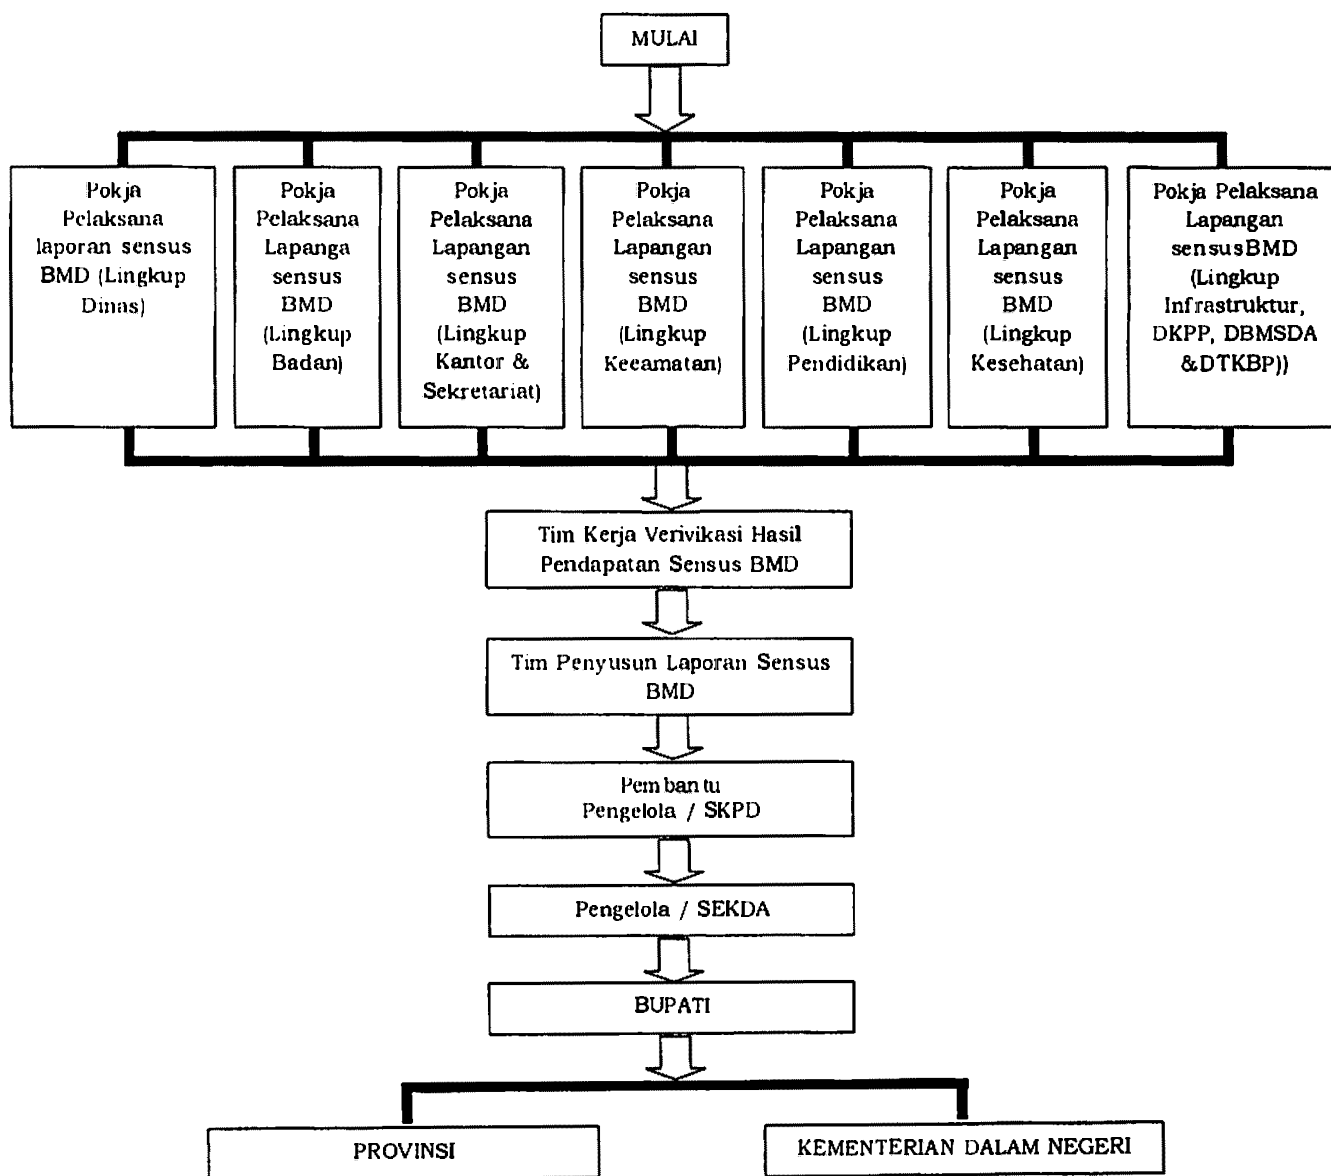 MULAI
Pokja
Pelaksana
laporan sensus
BMD (Lingkup
Dinas)
Pokja
Pelaksana
Lapanga
sensus
BMD
(Lingkup
Badan)
Pokja
Pelaksana
Lapangan
sensus
BMD
(Lingkup
Kantor &
Sekretariat)
Pokja
Pelaksana
Lapangan
sensus
BMD
(Lingkup
Kecamatan)
Pokja
Pelaksana
Lapangan
sensus
BMD
(Lingkup
Pendidikan)
Pokja
Pelaksana
Lapangan
sensus
BMD
(Lingkup
Kesehatan)
Pokja Pelaksana
Lapangan
sensusBMD
(Lingkup
Infrastruktur,
DKPP, DBMSDA
&DTKBP))
Tim Kerja Verivikasi Hasil
Pendapatan Sensus BMD
Tim Penyusun Laporan Sensus
BMD
Pembantu
Pengelola / SKPD
Pengelola / SEKDA
BUPATI
PROVINSI
KEMENTERIAN DALAM NEGERI